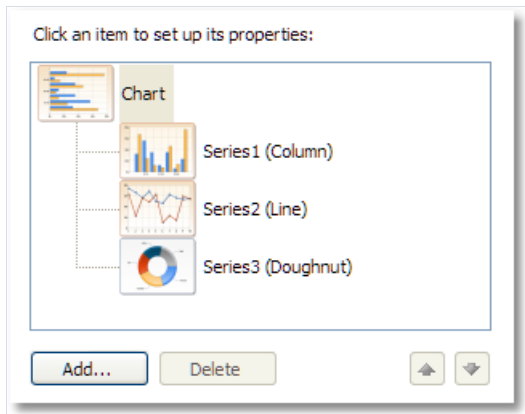 Click an item to set up its properties:
Chart
Series1 (Column)
Series2 (Line)
Series3 (Doughnut)
Add... Delete